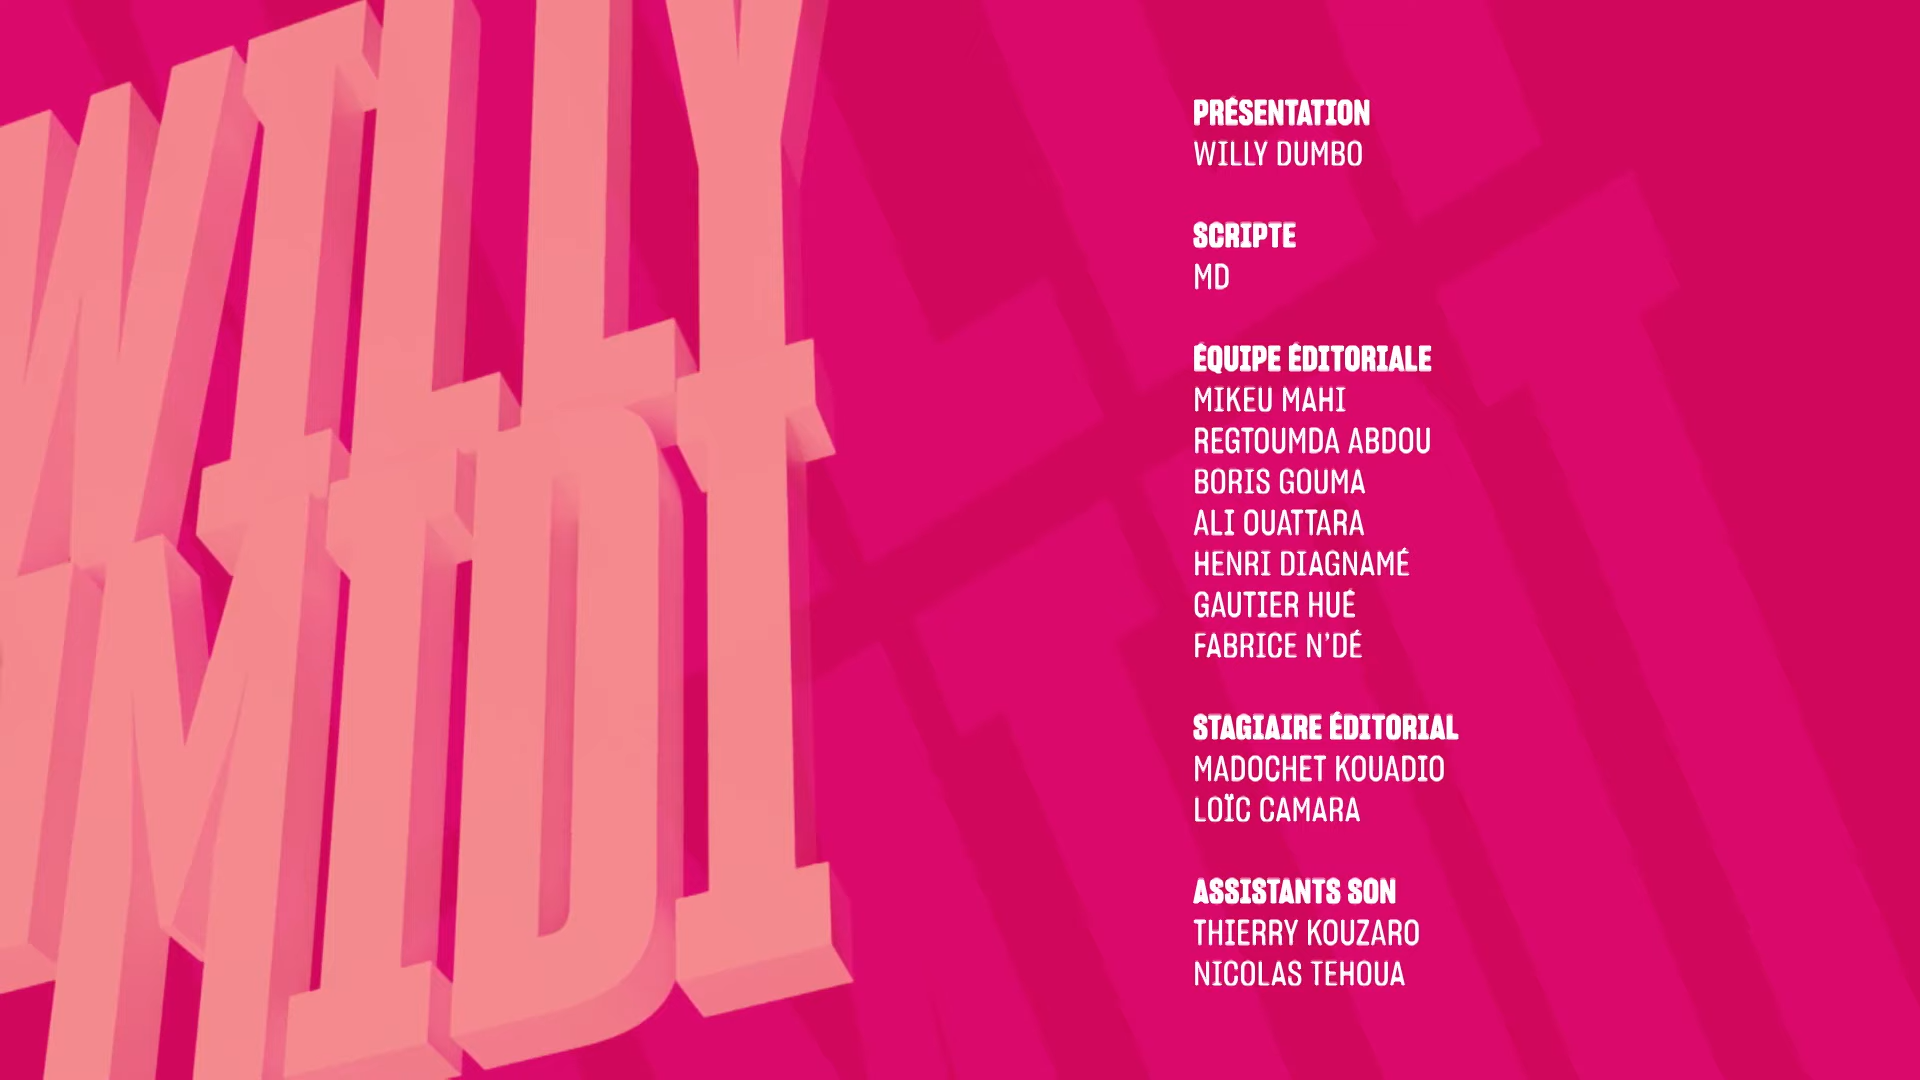 WILLY
MIDI
PRÉSENTATION
WILLY DUMBO
SCRIPTE
MD
ÉQUIPE ÉDITORIALE
MIKEU MAHI
REGTOUMDA ABDOU
BORIS GOUMA
ALI OUATTARA
HENRI DIAGNAMÉ
GAUTIER HUÉ
FABRICE N’DÉ
STAGIAIRE ÉDITORIAL
MADOCHET KOUADIO
LOÏC CAMARA
ASSISTANTS SON
THIERRY KOUZARO
NICOLAS TEHOUA